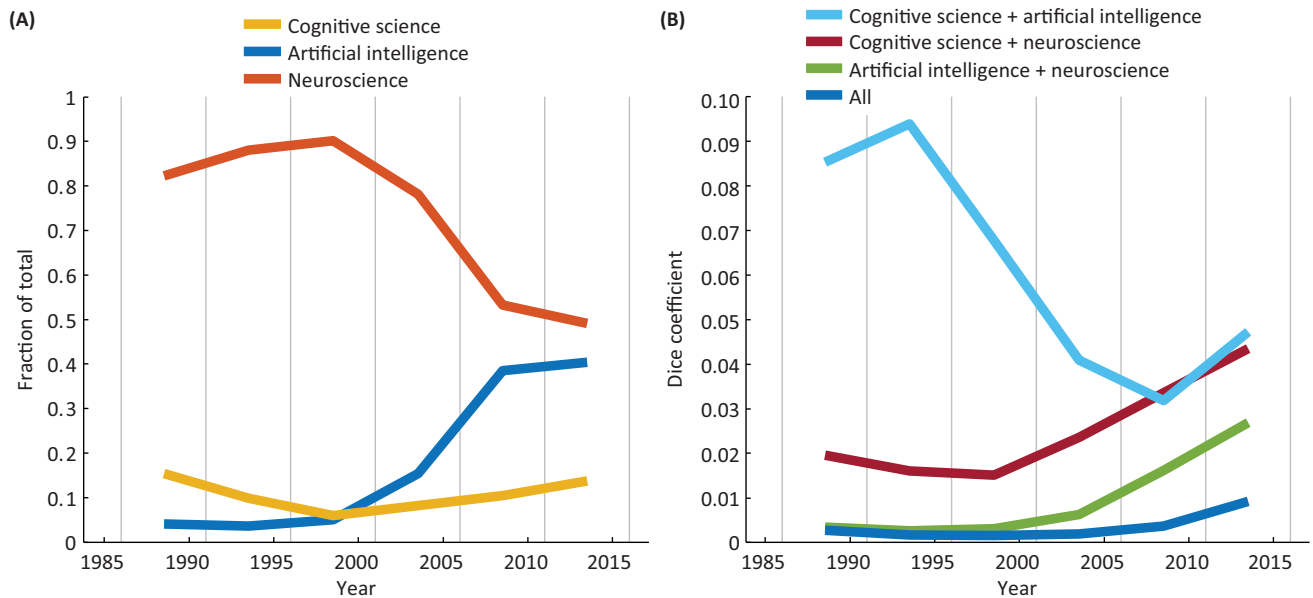 (A)
Cognitive science
Artificial intelligence
Neuroscience
1
0.9
0.8
0.7
0.6
0.5
0.4
0.3
0.2
0.1
0
Fraction of total
1985 1990 1995 2000 2005 2010 2015
Year
(B)
Cognitive science + artificial intelligence
Cognitive science + neuroscience
Artificial intelligence + neuroscience
All
0.10
0.09
0.08
0.07
0.06
0.05
0.04
0.03
0.02
0.01
0
Dice coefficient
1985 1990 1995 2000 2005 2010 2015
Year